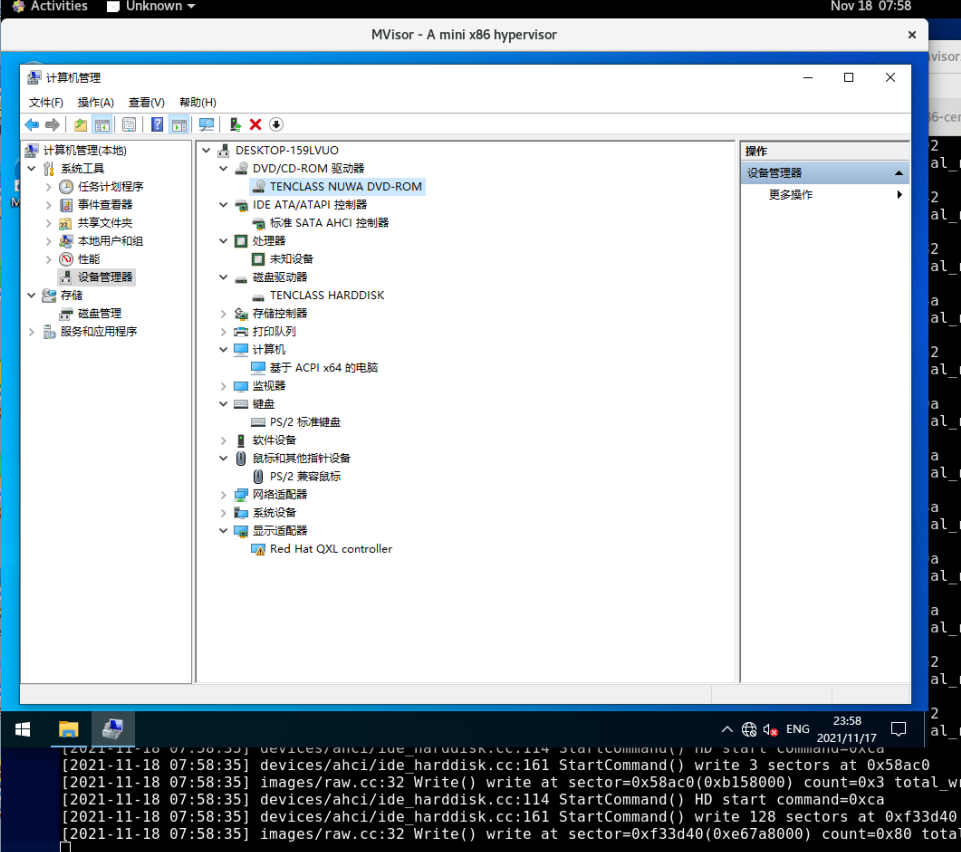 Activities Unknown Nov 18 07:58
MVisor - A mini x86 hypervisor
计算机管理
文件(F) 操作(A) 查看(V) 帮助(H)
计算机管理(本地)
系统工具
任务计划程序
事件查看器
共享文件夹
本地用户和组
性能
设备管理器
存储
磁盘管理
服务和应用程序
DESKTOP-159LVUO
DVD/CD-ROM 驱动器
TENCLASS NUWA DVD-ROM
IDE ATA/ATAPI 控制器
标准 SATA AHCI 控制器
处理器
未知设备
磁盘驱动器
TENCLASS HARDDISK
存储控制器
打印队列
计算机
基于 ACPI x64 的电脑
监视器
键盘
PS/2 标准键盘
软件设备
鼠标和其他指针设备
PS/2 兼容鼠标
网络适配器
系统设备
显示适配器
Red Hat QXL controller
操作
设备管理器
更多操作
ENG
23:58
2021/11/17
[2021-11-18 07:58:35] devices/ahci/ide_harddisk.cc:114 StartCommand() HD start command=0xca
[2021-11-18 07:58:35] devices/ahci/ide_harddisk.cc:161 StartCommand() write 3 sectors at 0x58ac0
[2021-11-18 07:58:35] images/raw.cc:32 Write() write at sector=0x58ac0(0xb158000) count=0x3 total_wr
[2021-11-18 07:58:35] devices/ahci/ide_harddisk.cc:114 StartCommand() HD start command=0xca
[2021-11-18 07:58:35] devices/ahci/ide_harddisk.cc:161 StartCommand() write 128 sectors at 0xf33d40
[2021-11-18 07:58:35] images/raw.cc:32 Write() write at sector=0xf33d40(0xe67a8000) count=0x80 total